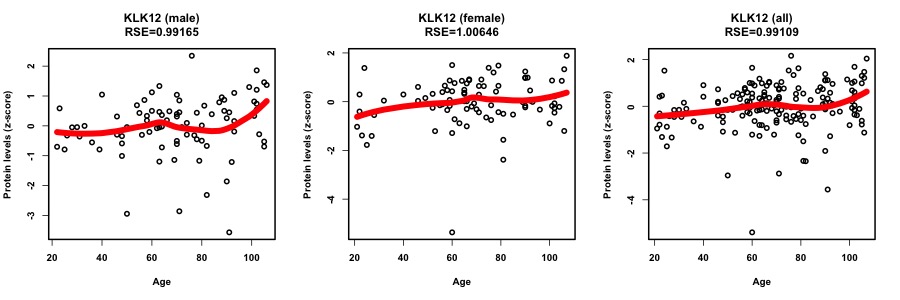 KLK12 (male)
RSE=0.99165
Protein levels (z-score)
2
1
0
-1
-2
-3
20 40 60 80 100
Age
KLK12 (female)
RSE=1.00646
Protein levels (z-score)
2
0
-2
-4
20 40 60 80 100
Age
KLK12 (all)
RSE=0.99109
Protein levels (z-score)
2
0
-2
-4
20 40 60 80 100
Age